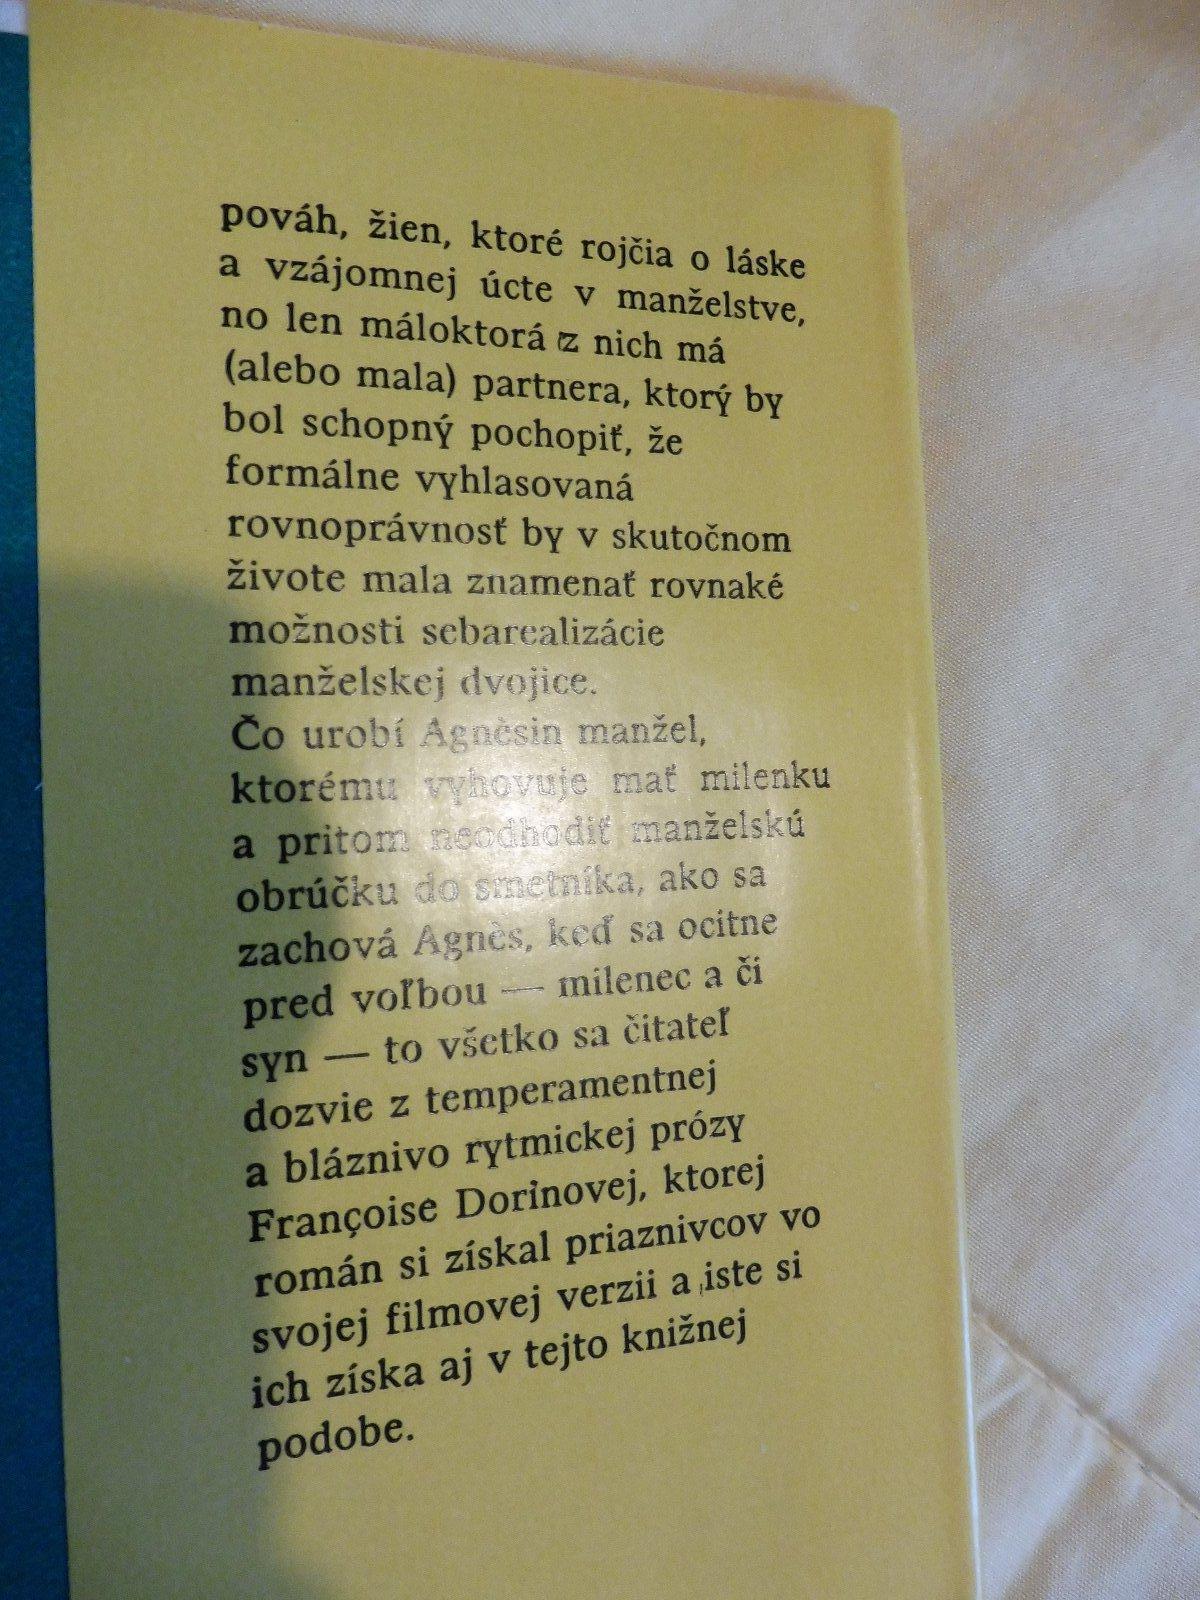 pováh, žien, ktoré rojčia o láske
a vzájomnej úcte v manželstve,
no len máloktorá z nich má
(alebo mala) partnera, ktorý by
bol schopný pochopiť, že
formálne vyhlasovaná
rovnoprávnosť by v skutočnom
živote mala znamenať rovnaké
možnosti sebarealizácie
manželskej dvojice.
Čo urobí Agnèsin manžel,
ktorému vyhovuje mať milenku
a pritom neodhodiť manželskú
obrúčku do smetníka, ako sa
zachová Agnès, keď sa ocitne
pred voľbou — milenec a či
syn — to všetko sa čitateľ
dozvie z temperamentnej
a bláznivo rytmickej prózy
Françoise Dorinovej, ktorej
román si získal priaznivcov vo
svojej filmovej verzii a iste si
ich získa aj v tejto knižnej
podobe.